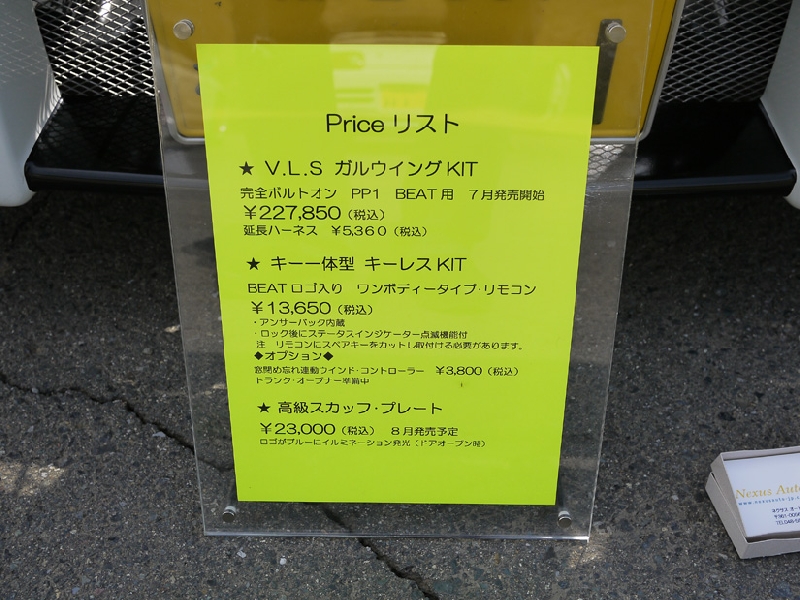 Price リスト
★ V.L.S ガルウイングKIT
完全ボルトオン PP1 BEAT用 7月発売開始
￥227,850（税込）
延長ハーネス ￥5,360（税込）
★ キー一体型 キーレスKIT
BEATロゴ入り ワンボディータイプ・リモコン
￥13,650（税込）
・アンサーバック内蔵
・ロック後にステータスインジケーター点滅機能付
注 リモコンにスペアキーをカットし取付ける必要があります。
◆オプション◆
窓閉め忘れ連動ウインド・コントローラー ￥3,800（税込）
トランク・オープナー準備中
★ 高級スカッフ・プレート
￥23,000（税込） 8月発売予定
ロゴがブルーにイルミネーション発光（ドアオープン時）
Nexus Auto